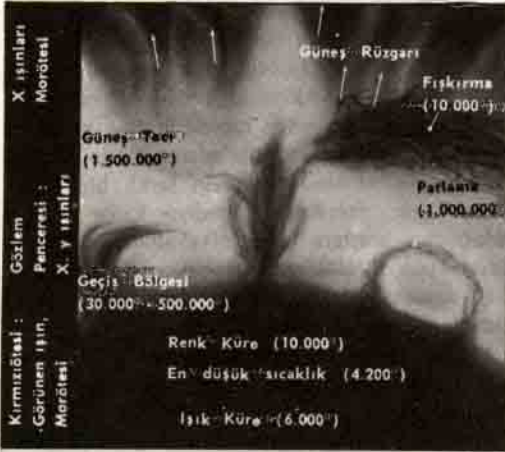 X ışınları
Morötesi
Gözlem
Penceresi :
X, γ ışınları
Kırmızıötesi :
Görünen ışın,
Morötesi
Güneş Rüzgarı
Fışkırma
(10.000°)
Güneş Tacı
(1.500.000°)
Parlama
(1.000.000°)
Geçiş Bölgesi
(30.000° - 500.000°)
Renk Küre (10.000°)
En düşük sıcaklık (4.200°)
Işık Küre (6.000°)